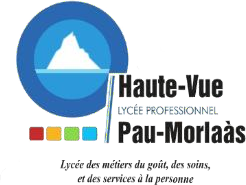 Haute-Vue
LYCÉE PROFESSIONNEL
Pau-Morlaàs
Lycée des métiers du goût, des soins,
et des services à la personne